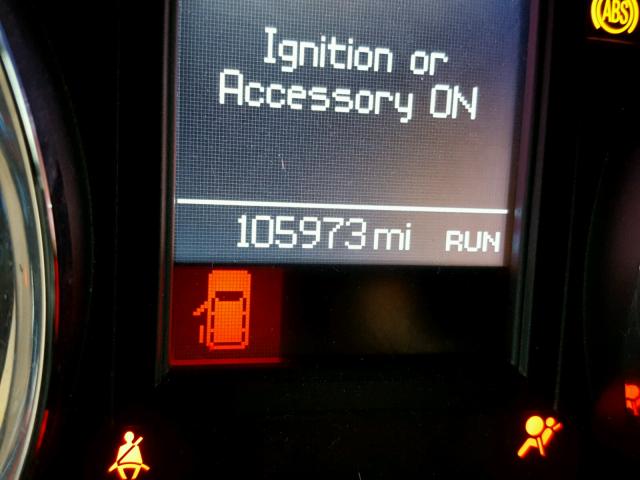 ABS
Ignition or
Accessory ON
105973 mi RUN